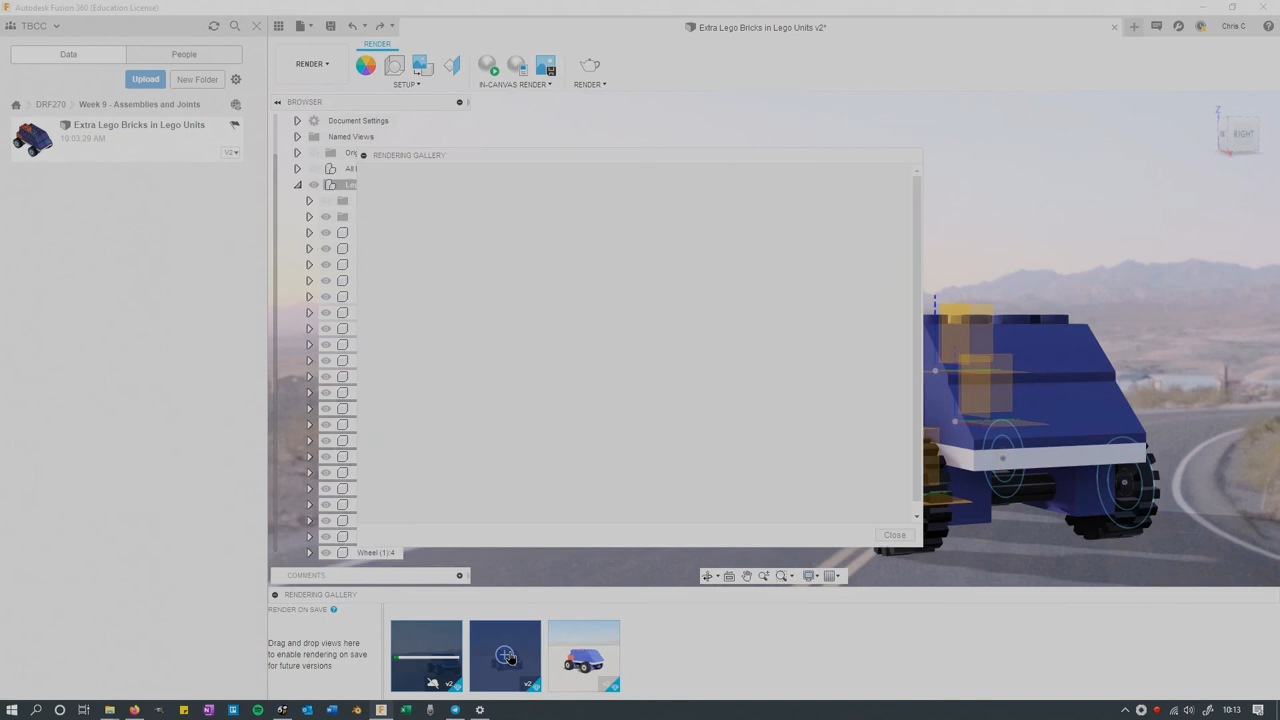 Autodesk Fusion 360 (Education License)
TBCC
Extra Lego Bricks in Lego Units v2*
Chris C
Data
People
Upload
New Folder
DRF270
Week 9 - Assemblies and Joints
Extra Lego Bricks in Lego Units
10:03:29 AM
V2
RENDER
RENDER
SETUP
IN-CANVAS RENDER
RENDER
BROWSER
Document Settings
Named Views
All
RENDERING GALLERY
Close
Z
RIGHT
Wheel (1):4
COMMENTS
RENDERING GALLERY
RENDER ON SAVE
Drag and drop views here
to enable rendering on save
for future versions
v2
v2
10:13